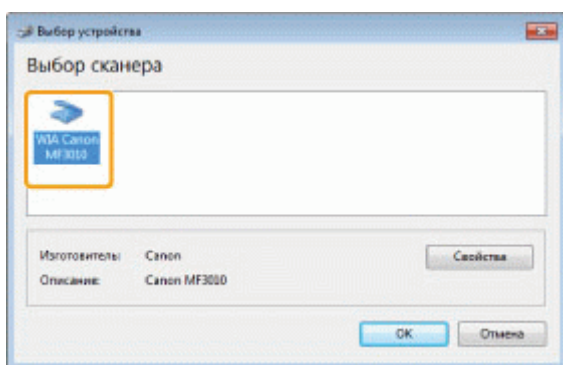 Выбор устройства
Выбор сканера
WIA Canon
MF3010
Изготовитель: Canon
Свойства
Описание: Canon MF3010
OK
Отмена